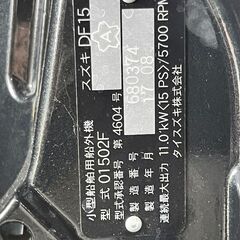 スズキ DF15
小型船舶用船外機
型式 01502F
型式承認番号 第 4604 号
製造番号 680374
製造年月 17.08
連続最大出力 11.0 kW (15 PS)/5700 RPM
タイスズキ株式会社